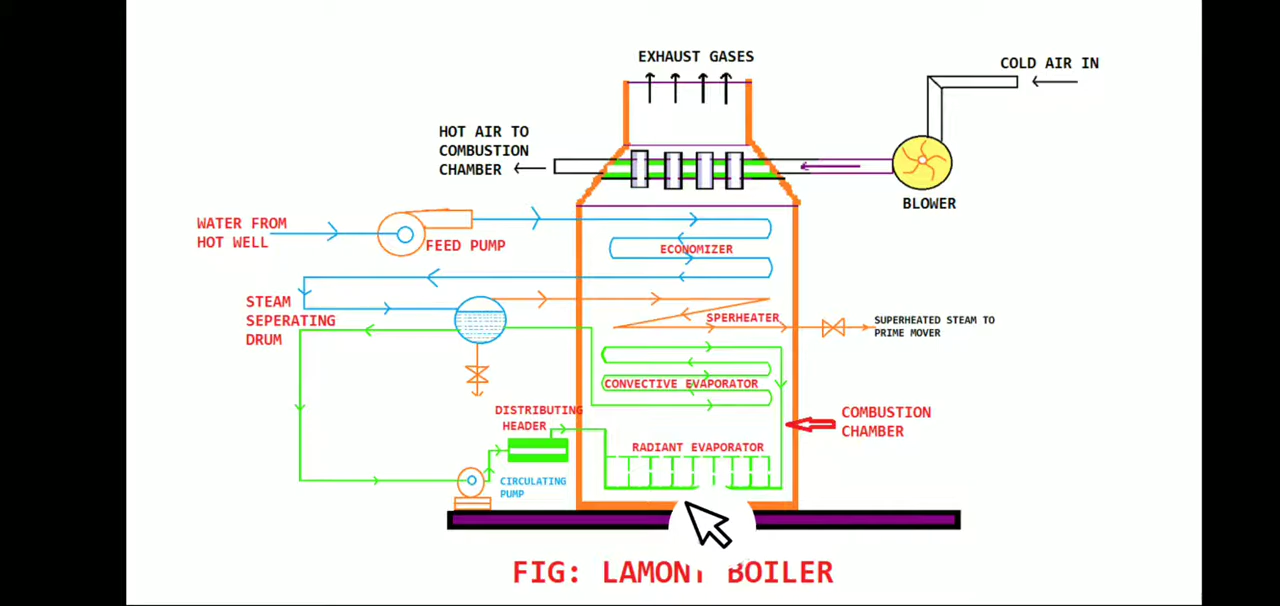 EXHAUST GASES
COLD AIR IN
HOT AIR TO
COMBUSTION
CHAMBER
BLOWER
WATER FROM
HOT WELL
FEED PUMP
ECONOMIZER
STEAM
SEPERATING
DRUM
SPERHEATER
SUPERHEATED STEAM TO
PRIME MOVER
CONVECTIVE EVAPORATOR
DISTRIBUTING
HEADER
COMBUSTION
CHAMBER
RADIANT EVAPORATOR
CIRCULATING
PUMP
FIG: LAMONT BOILER